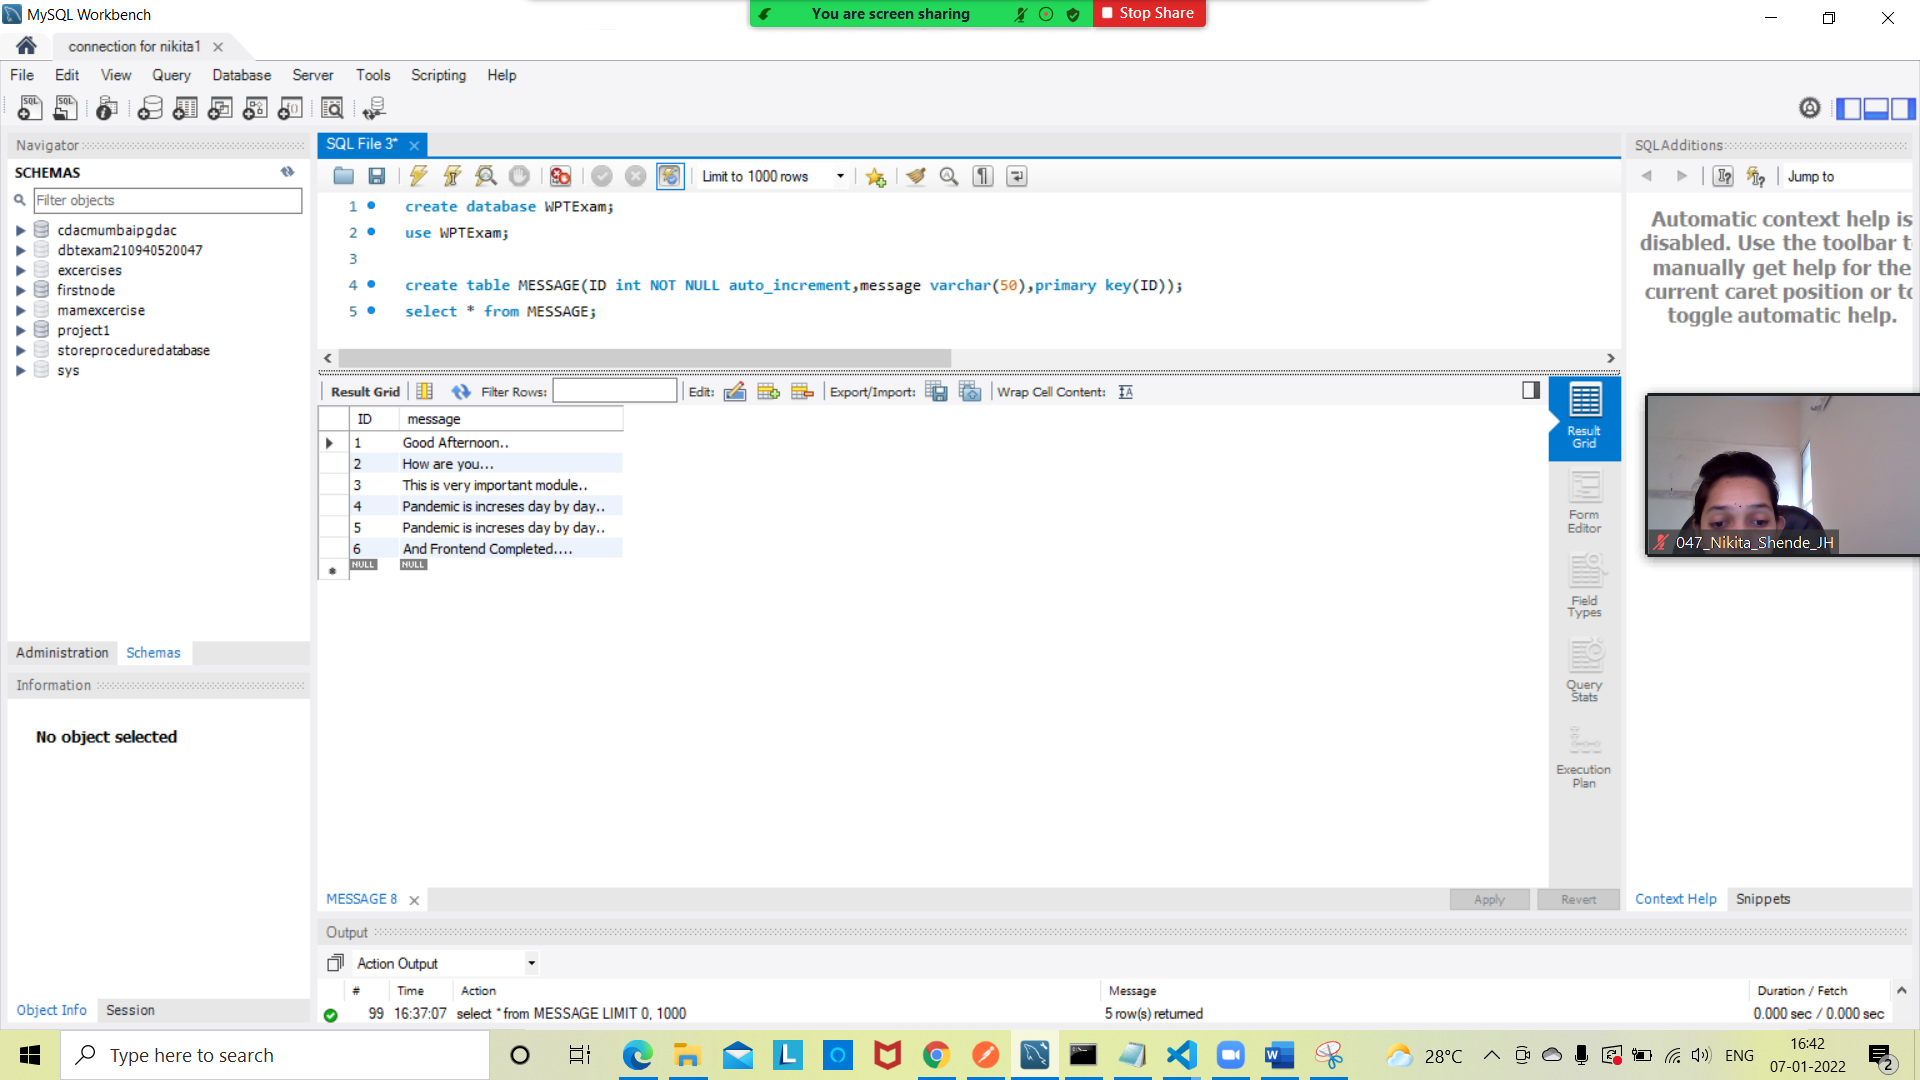 MySQL Workbench
You are screen sharing
Stop Share
connection for nikita1
File Edit View Query Database Server Tools Scripting Help
Navigator
SCHEMAS
Filter objects
cdacmumbaipgdac
dbtexam210940520047
excercises
firstnode
mamexcercise
project1
storeproceduredatabase
sys
Administration Schemas
Information
No object selected
Object Info Session
SQL File 3*
Limit to 1000 rows
1 create database WPTExam;
2 use WPTExam;
3
4 create table MESSAGE(ID int NOT NULL auto_increment,message varchar(50),primary key(ID));
5 select * from MESSAGE;
Result Grid Filter Rows: Edit: Export/Import: Wrap Cell Content:
ID message
1 Good Afternoon..
2 How are you...
3 This is very important module..
4 Pandemic is increses day by day..
5 Pandemic is increses day by day..
6 And Frontend Completed....
NULL NULL
Result Grid
Form Editor
Field Types
Query Stats
Execution Plan
MESSAGE 8
Apply Revert
SQLAdditions
Jump to
Automatic context help is
disabled. Use the toolbar
manually get help for the
current caret position or
toggle automatic help.
047_Nikita_Shende_JH
Context Help Snippets
Output
Action Output
# Time Action Message Duration / Fetch
99 16:37:07 select * from MESSAGE LIMIT 0, 1000 5 row(s) returned 0.000 sec / 0.000 sec
Type here to search
28°C
ENG
16:42
07-01-2022
2